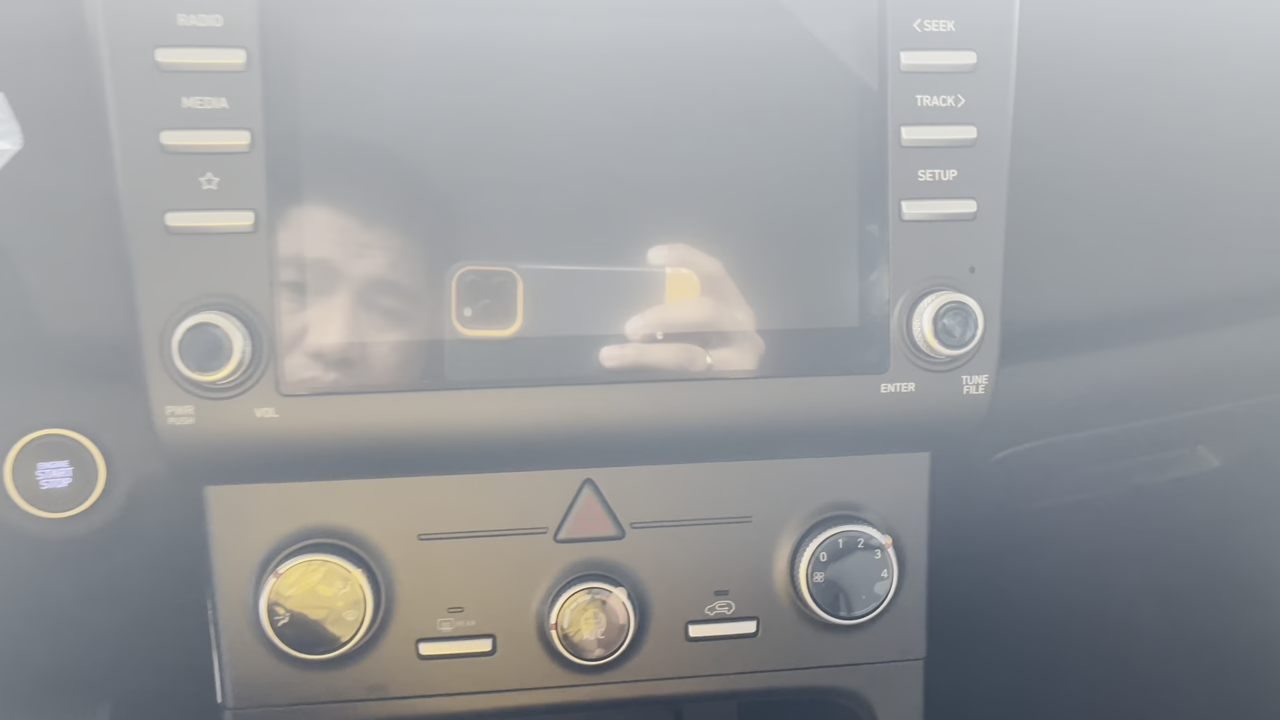 RADIO
MEDIA
<SEEK
TRACK>
SETUP
PWR
PUSH
VOL
ENTER
TUNE
FILE
ENGINE
START
STOP
REAR
0 1 2 3 4